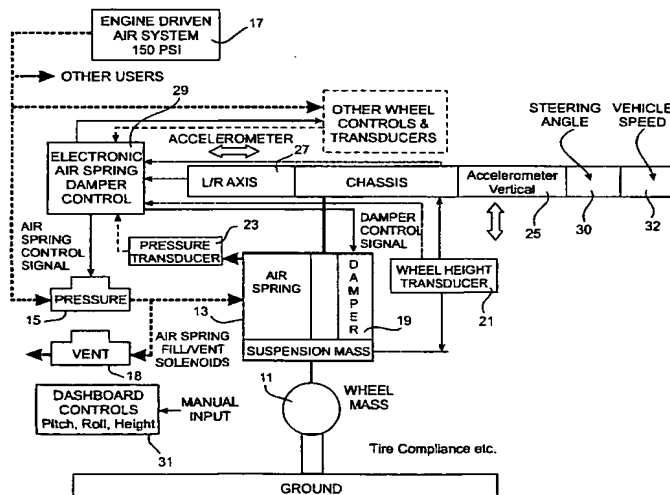 ENGINE DRIVEN
AIR SYSTEM
150 PSI
17
OTHER USERS
29
OTHER WHEEL
CONTROLS &
TRANSDUCERS
STEERING
ANGLE
VEHICLE
SPEED
ACCELEROMETER
ELECTRONIC
AIR SPRING
DAMPER
CONTROL
27
L/R AXIS
CHASSIS
Accelerometer
Vertical
25
30
32
AIR
SPRING
CONTROL
SIGNAL
23
PRESSURE
TRANSDUCER
DAMPER
CONTROL
SIGNAL
WHEEL HEIGHT
TRANSDUCER
21
AIR
SPRING
DAMPER
13
19
PRESSURE
15
SUSPENSION MASS
AIR SPRING
FILL/VENT
SOLENOIDS
VENT
18
11
WHEEL
MASS
DASHBOARD
CONTROLS
Pitch, Roll, Height
MANUAL
INPUT
31
Tire Compliance etc.
GROUND